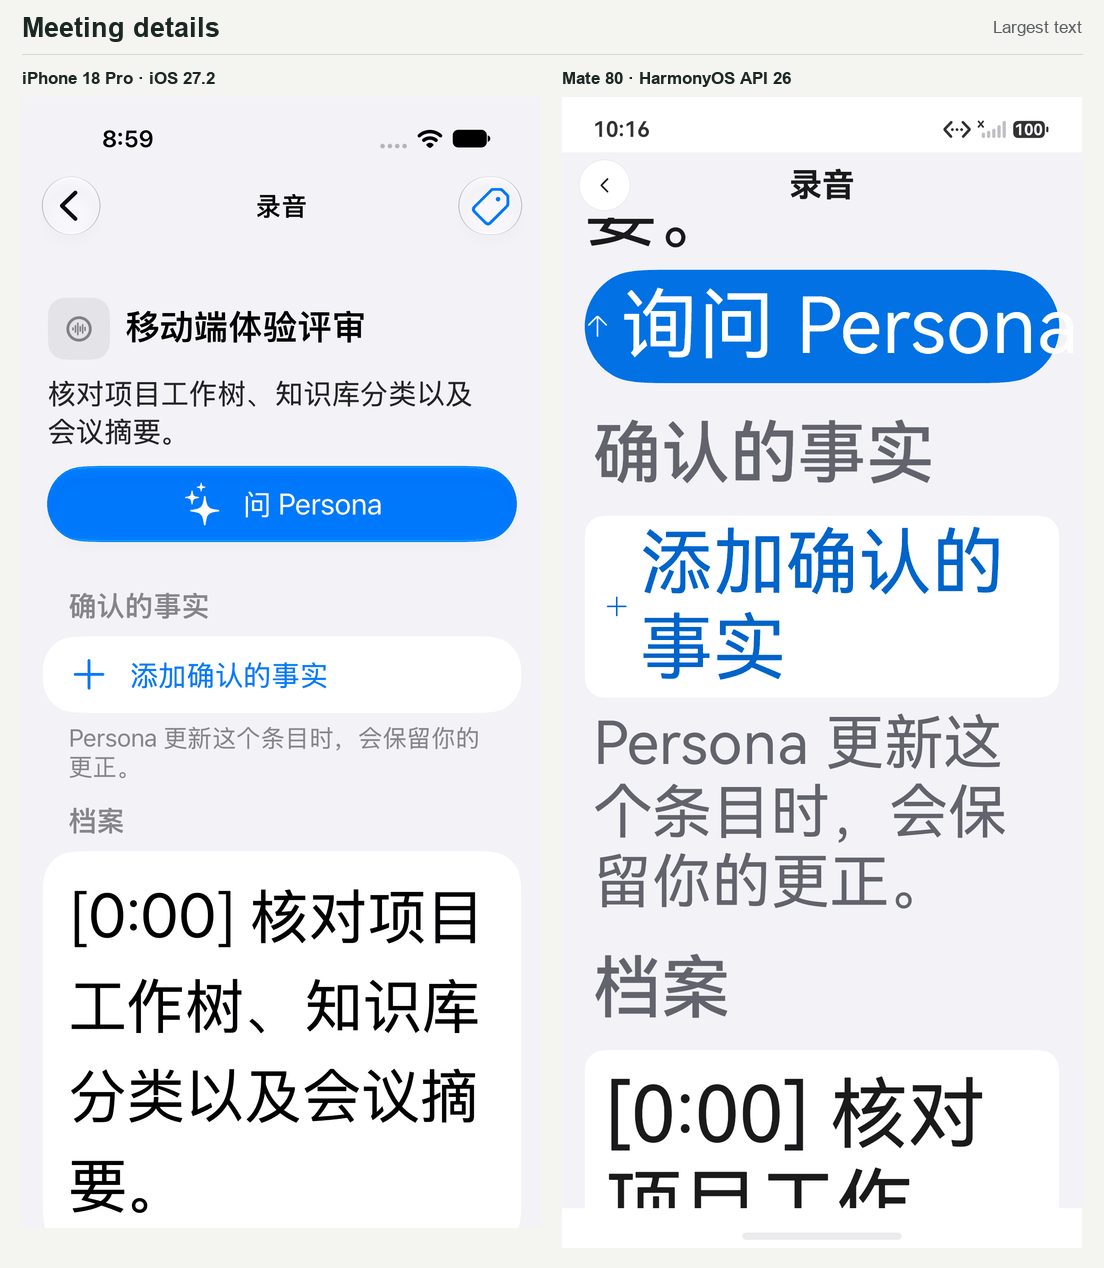 Meeting details
Largest text
iPhone 18 Pro · iOS 27.2
8:59
录音
移动端体验评审
核对项目工作树、知识库分类以及
会议摘要。
问 Persona
确认的事实
添加确认的事实
Persona 更新这个条目时，会保留你的
更正。
档案
[0:00] 核对项目
工作树、知识库
分类以及会议摘
要。
Mate 80 · HarmonyOS API 26
10:16
100
录音
要。
询问 Persona
确认的事实
添加确认的
事实
Persona 更新这
个条目时，会保
留你的更正。
档案
[0:00] 核对
项目工作